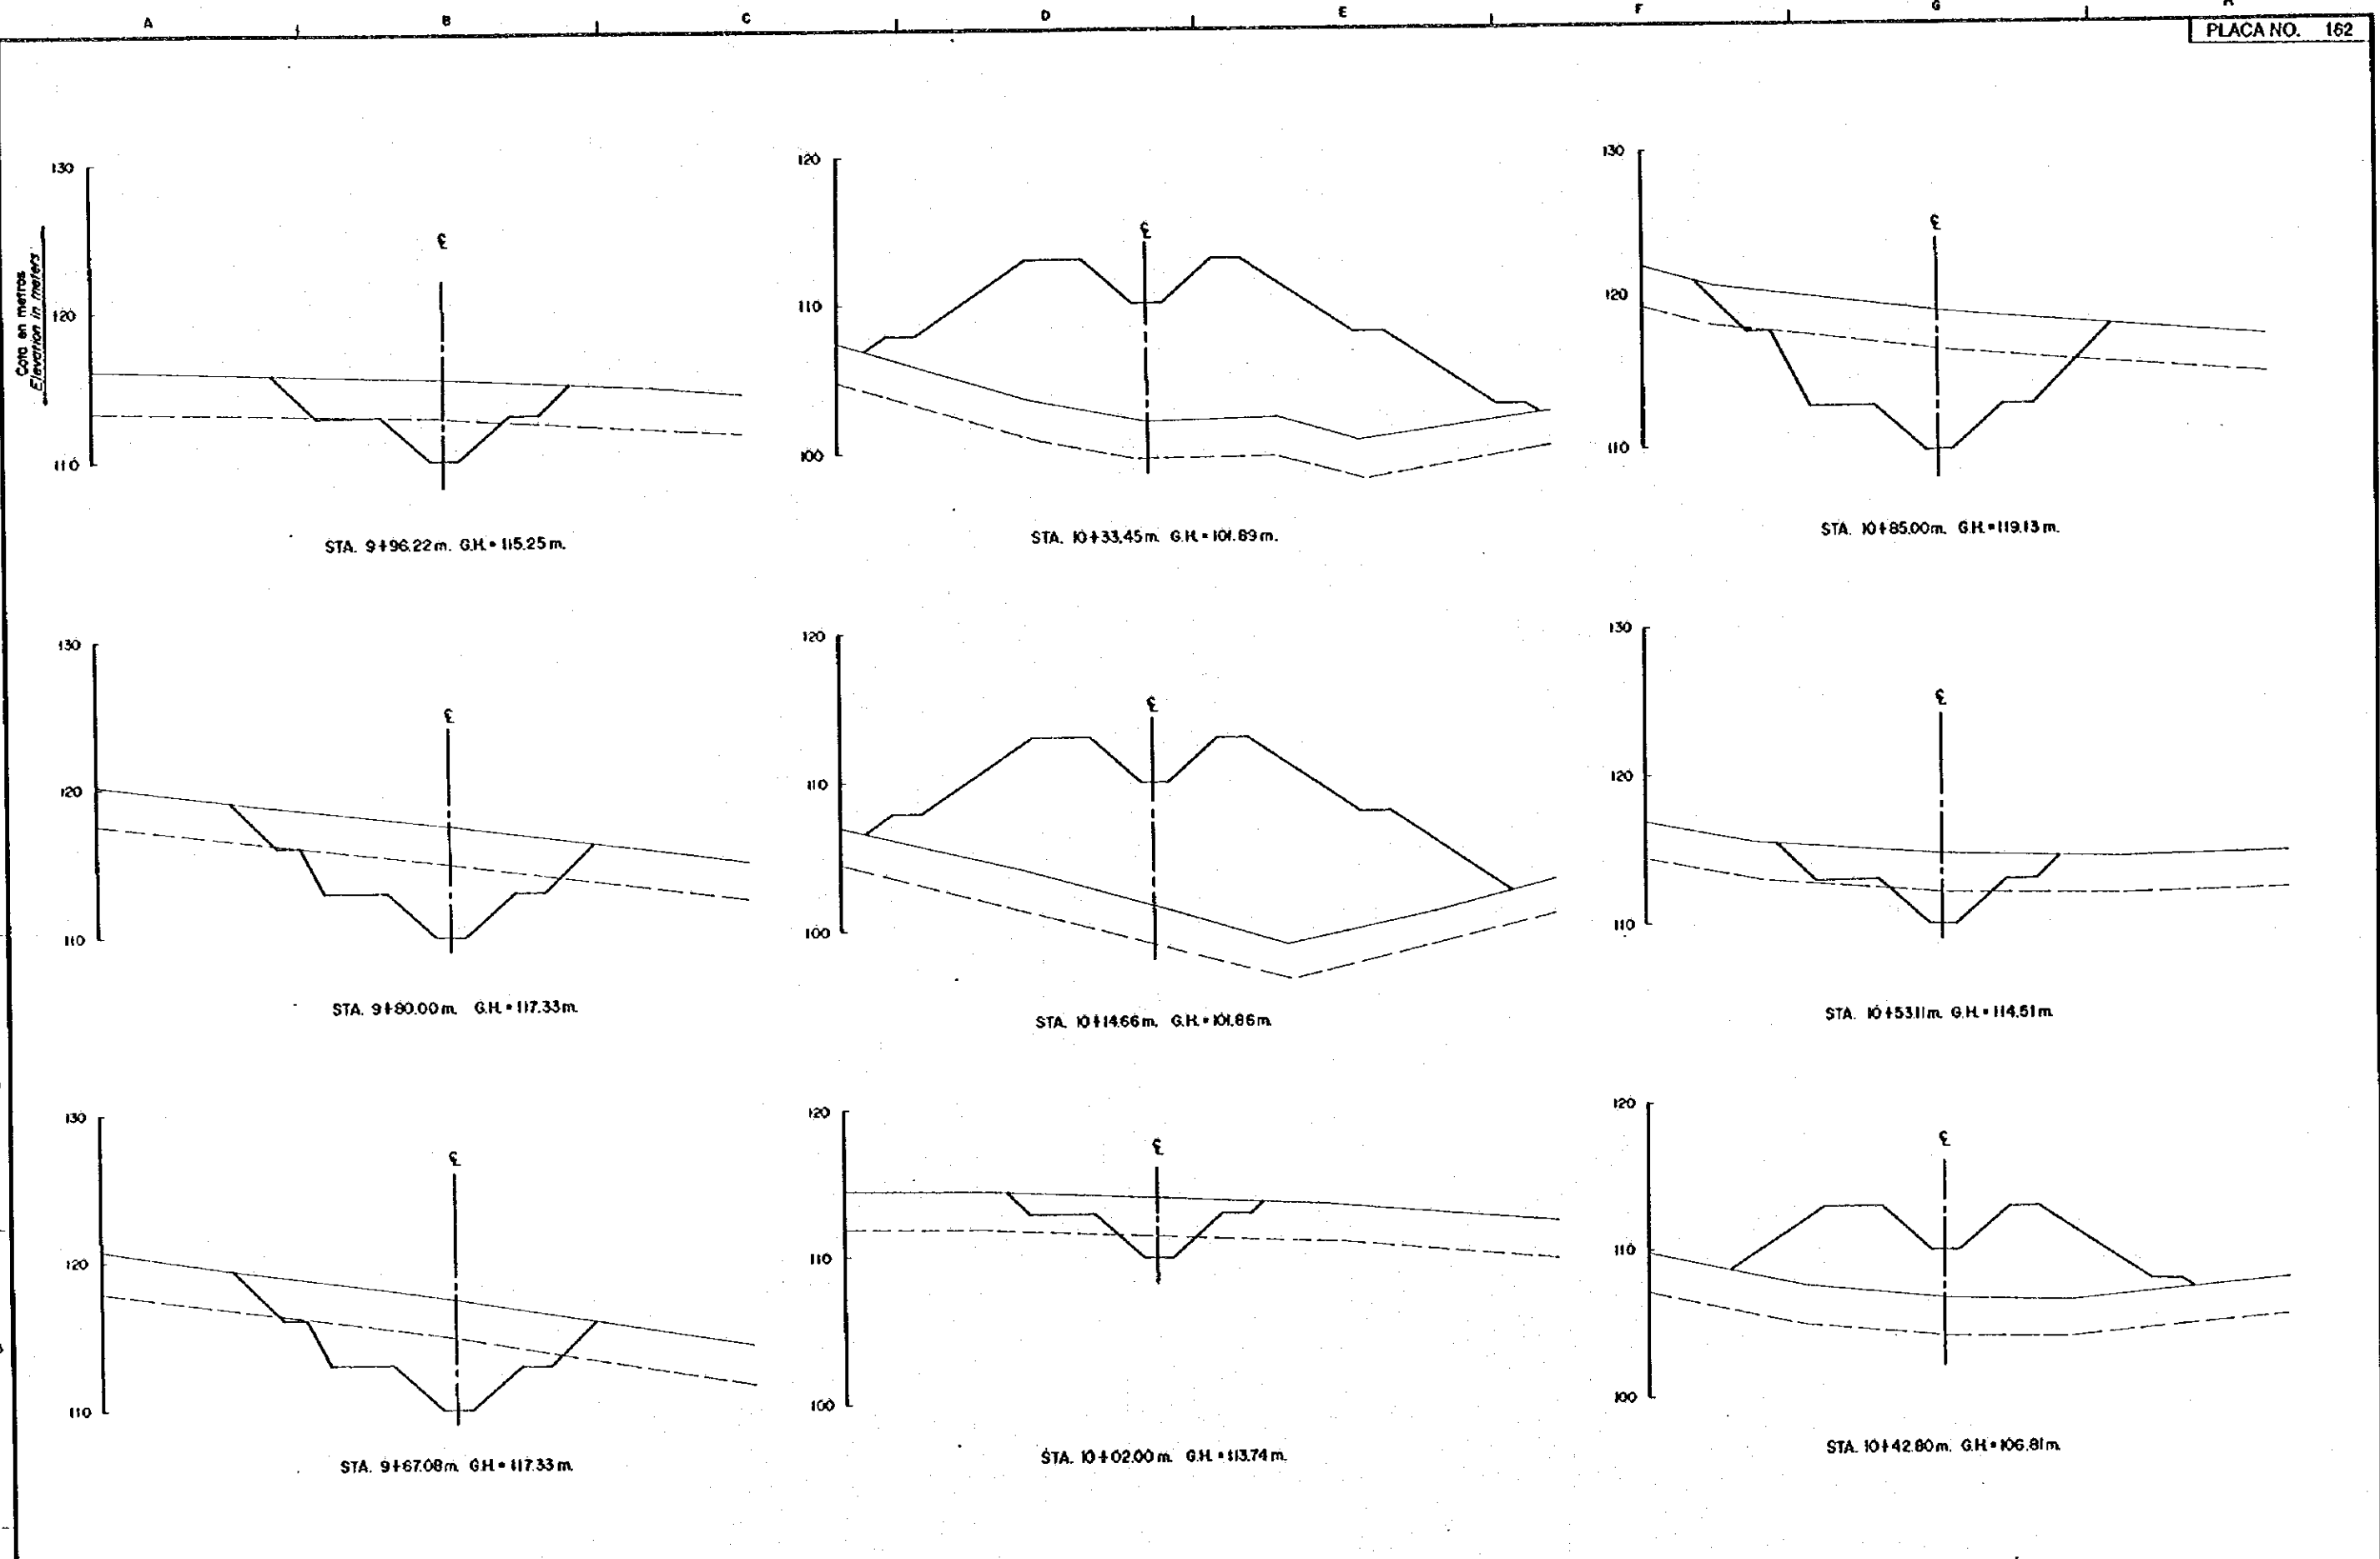 A B C D E F G H
PLACA NO. 162
Cota en metros
Elevation in meters
130
120
110
℄
STA. 9+96.22 m. G.H. = 115.25 m.
120
110
100
℄
STA. 10+33.45 m. G.H. = 101.89 m.
130
120
110
℄
STA. 10+85.00 m. G.H. = 119.13 m.
130
120
110
℄
STA. 9+80.00 m. G.H. = 117.33 m.
120
110
100
℄
STA. 10+14.66 m. G.H. = 101.86 m.
130
120
110
℄
STA. 10+53.11 m. G.H. = 114.51 m.
130
120
110
℄
STA. 9+67.08 m. G.H. = 117.33 m.
120
110
100
℄
STA. 10+02.00 m. G.H. = 113.74 m.
120
110
100
℄
STA. 10+42.80 m. G.H. = 106.81 m.